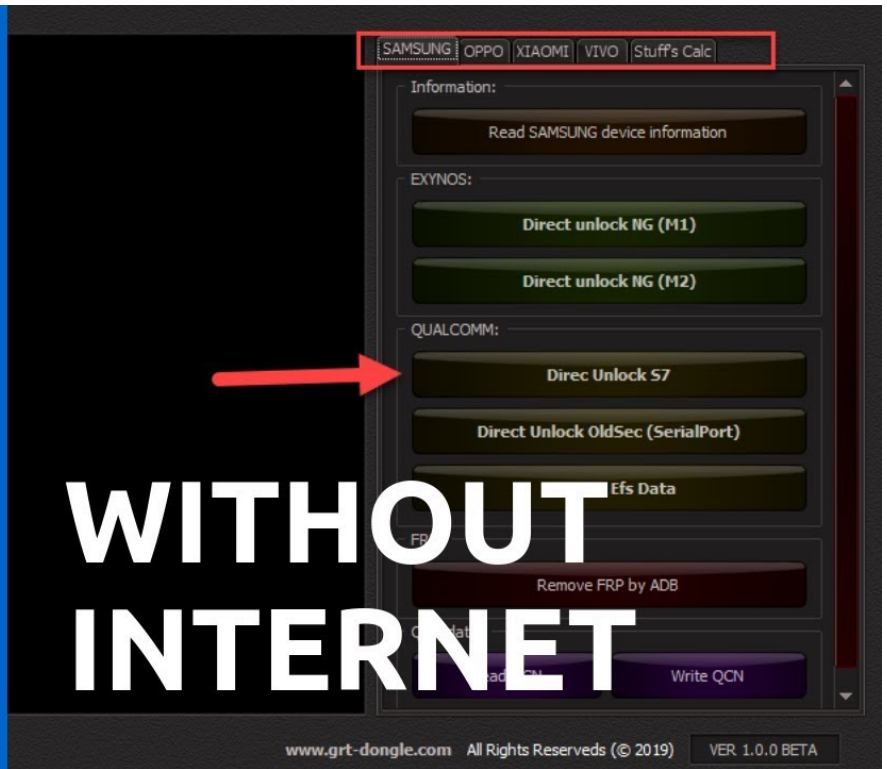 SAMSUNG OPPO XIAOMI VIVO Stuff's Calc
Information:
Read SAMSUNG device information
EXYNOS:
Direct unlock NG (M1)
Direct unlock NG (M2)
QUALCOMM:
Direc Unlock S7
Direct Unlock OldSec (SerialPort)
Efs Data
WITHOUT
Remove FRP by ADB
INTERNET
Write QCN
www.grt-dongle.com All Rights Reserveds (© 2019) VER 1.0.0 BETA